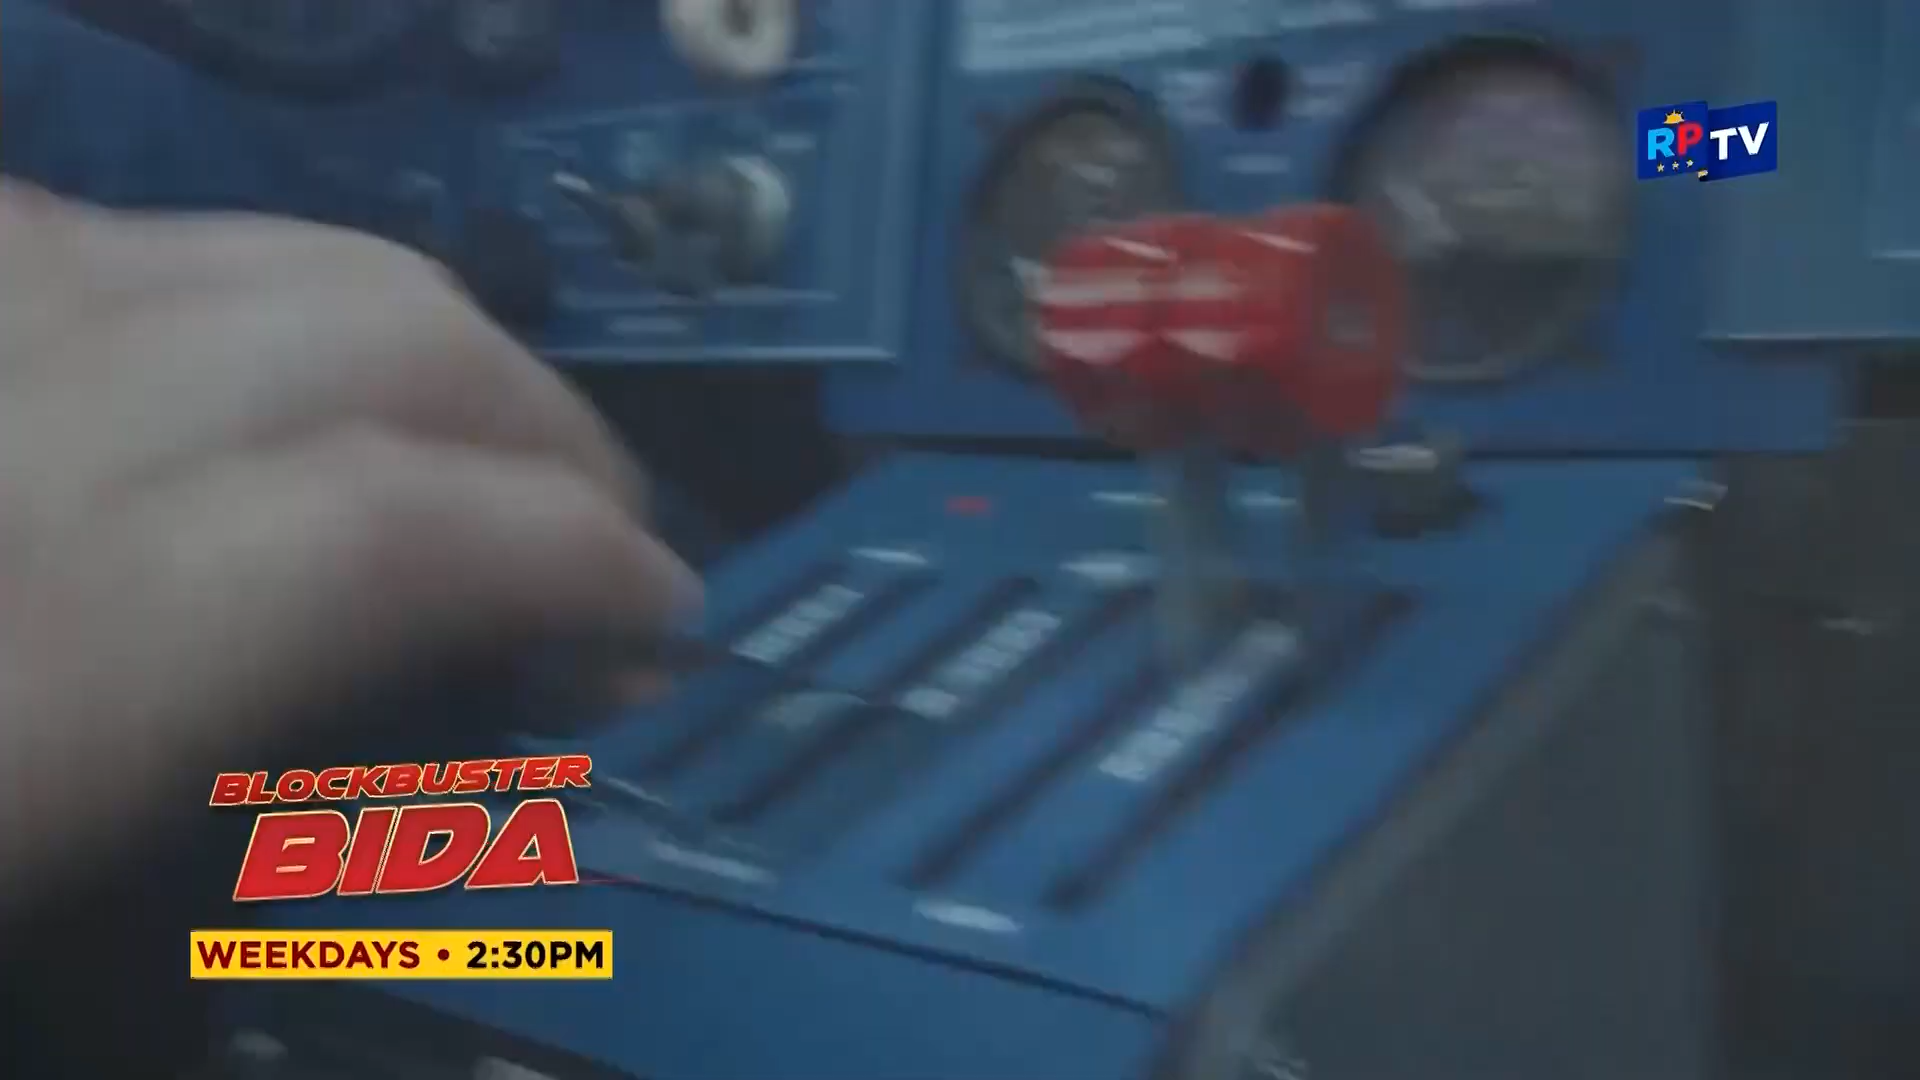 RPTV
BLOCKBUSTER
BIDA
WEEKDAYS • 2:30PM